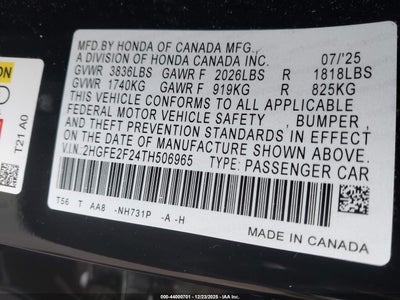 MFD.BY HONDA OF CANADA MFG.,
A DIVISION OF HONDA CANADA INC. 07/'25
GVWR 3836LBS GAWR F 2026LBS R 1818LBS
GVWR 1740KG GAWR F 919KG R 825KG
THIS VEHICLE CONFORMS TO ALL APPLICABLE
FEDERAL MOTOR VEHICLE SAFETY , BUMPER ,
& THEFT PREVENTION STANDARDS IN EFFECT
ON THE DATE OF MANUFACTURE SHOWN ABOVE.
V.I.N: 2HGFE2F24TH506965 TYPE: PASSENGER CAR
T56 T AA8 -NH731P -A -H
MADE IN CANADA
T21 A0
000-44000701 - 12/23/2025 - IAA Inc.